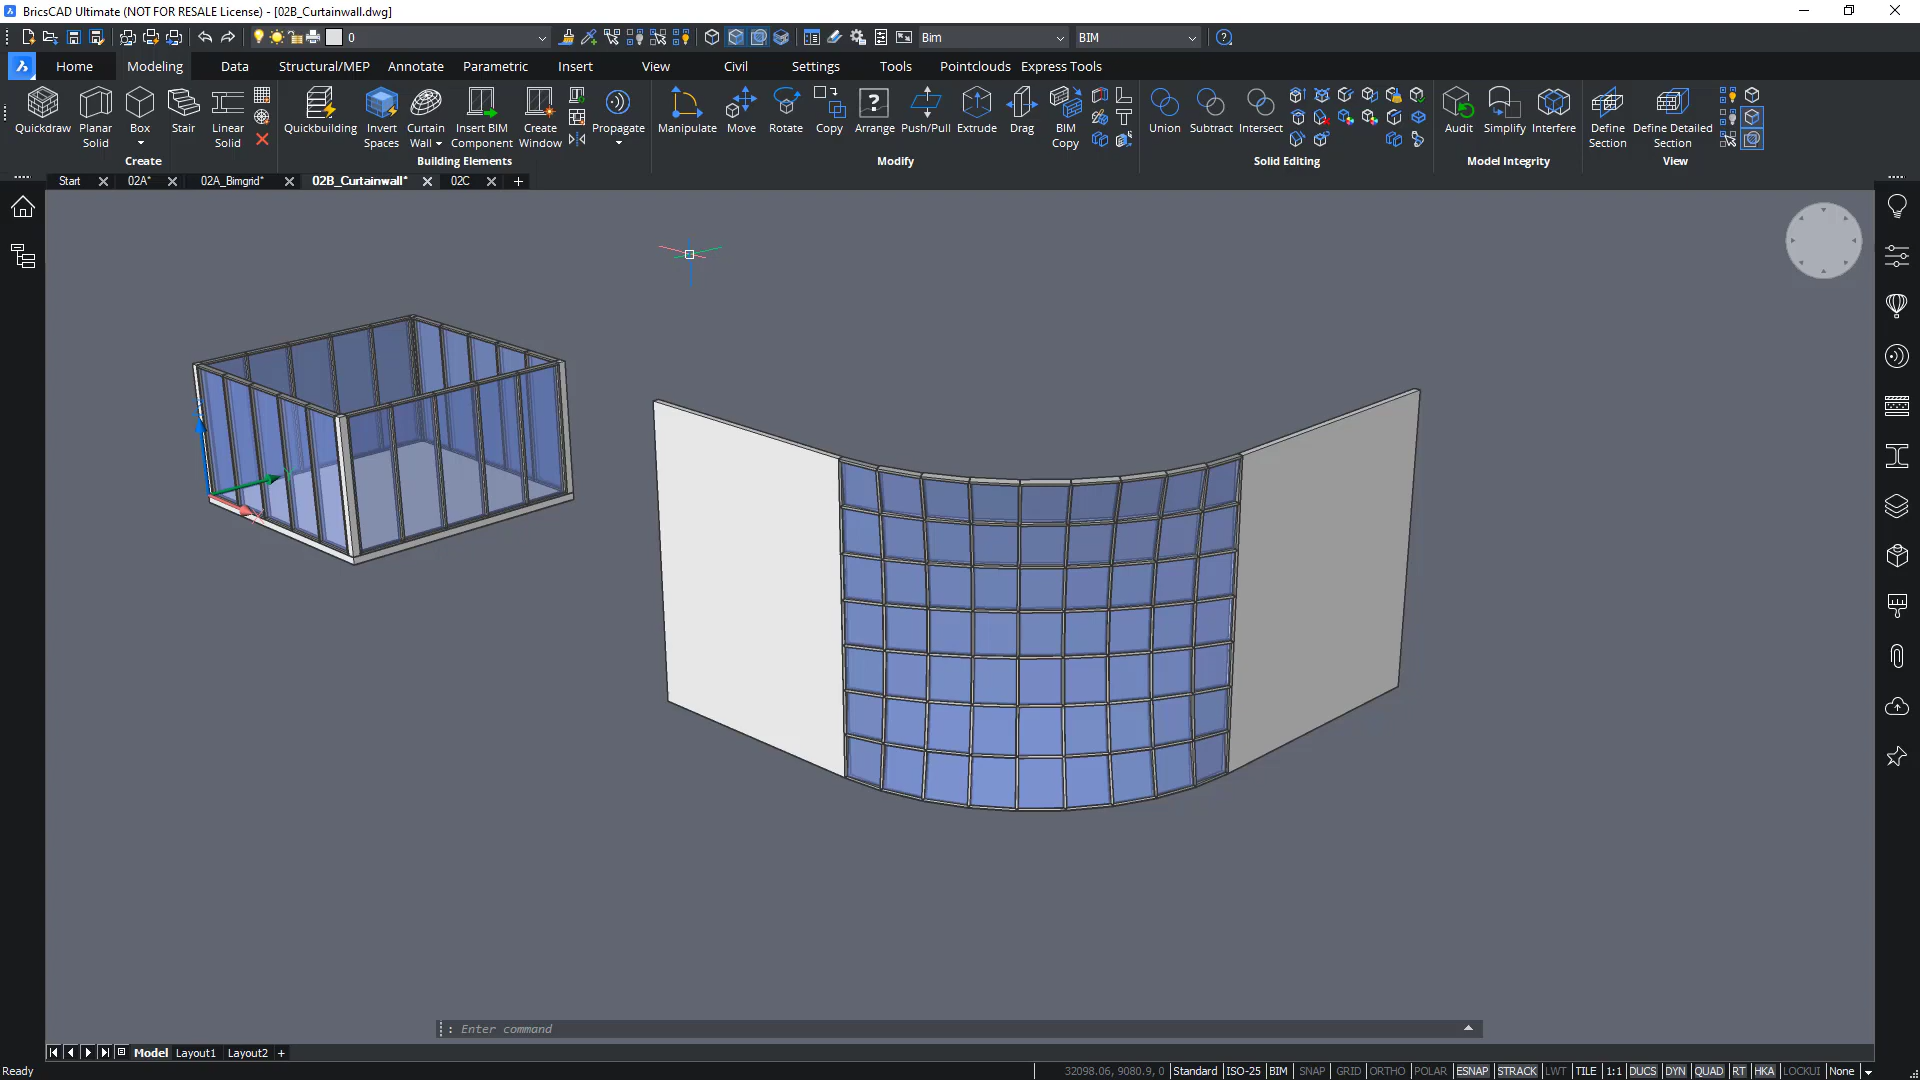 BricsCAD Ultimate (NOT FOR RESALE License) - [02B_Curtainwall.dwg]
0
Bim
BIM
Home
Modeling
Data
Structural/MEP
Annotate
Parametric
Insert
View
Civil
Settings
Tools
Pointclouds
Express Tools
Quickdraw
Planar
Solid
Box
Stair
Linear
Solid
Create
Quickbuilding
Invert
Spaces
Curtain
Wall
Insert BIM
Component
Create
Window
Propagate
Building Elements
Manipulate
Move
Rotate
Copy
Arrange
Push/Pull
Extrude
Drag
BIM
Copy
Modify
Union
Subtract
Intersect
Solid Editing
Audit
Simplify
Interfere
Model Integrity
Define
Section
Define Detailed
Section
View
Start
02A*
02A_Bimgrid*
02B_Curtainwall*
02C
: Enter command
Model
Layout1
Layout2
Ready
32098.06, 9080.9, 0
Standard
ISO-25
BIM
SNAP
GRID
ORTHO
POLAR
ESNAP
STRACK
LWT
TILE
1:1
DUCS
DYN
QUAD
RT
HKA
LOCKUI
None